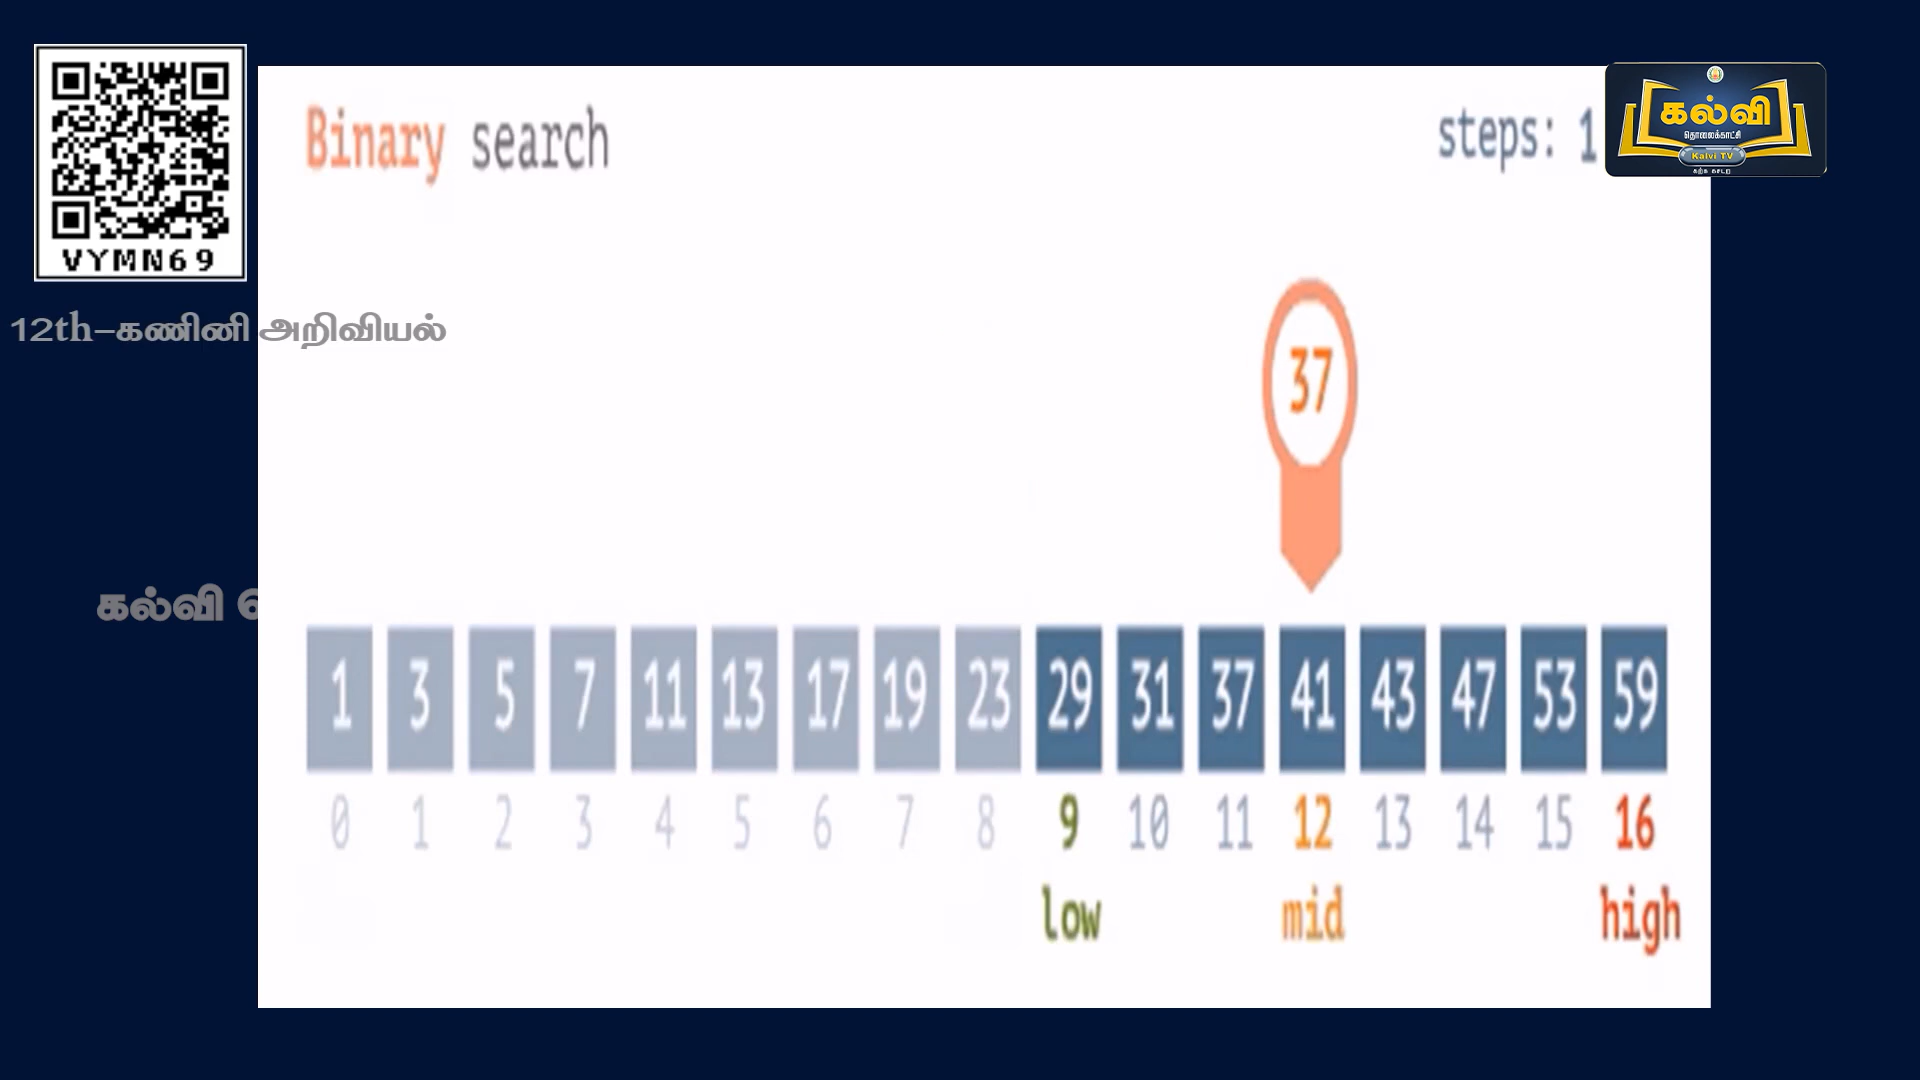 Binary search
steps: 1
கல்வி
தொலைக்காட்சி
Kalvi TV
கற்க கசடற
VYMN69
12th-கணினி அறிவியல்
37
கல்வி
1 3 5 7 11 13 17 19 23 29 31 37 41 43 47 53 59
0 1 2 3 4 5 6 7 8 9 10 11 12 13 14 15 16
low mid high